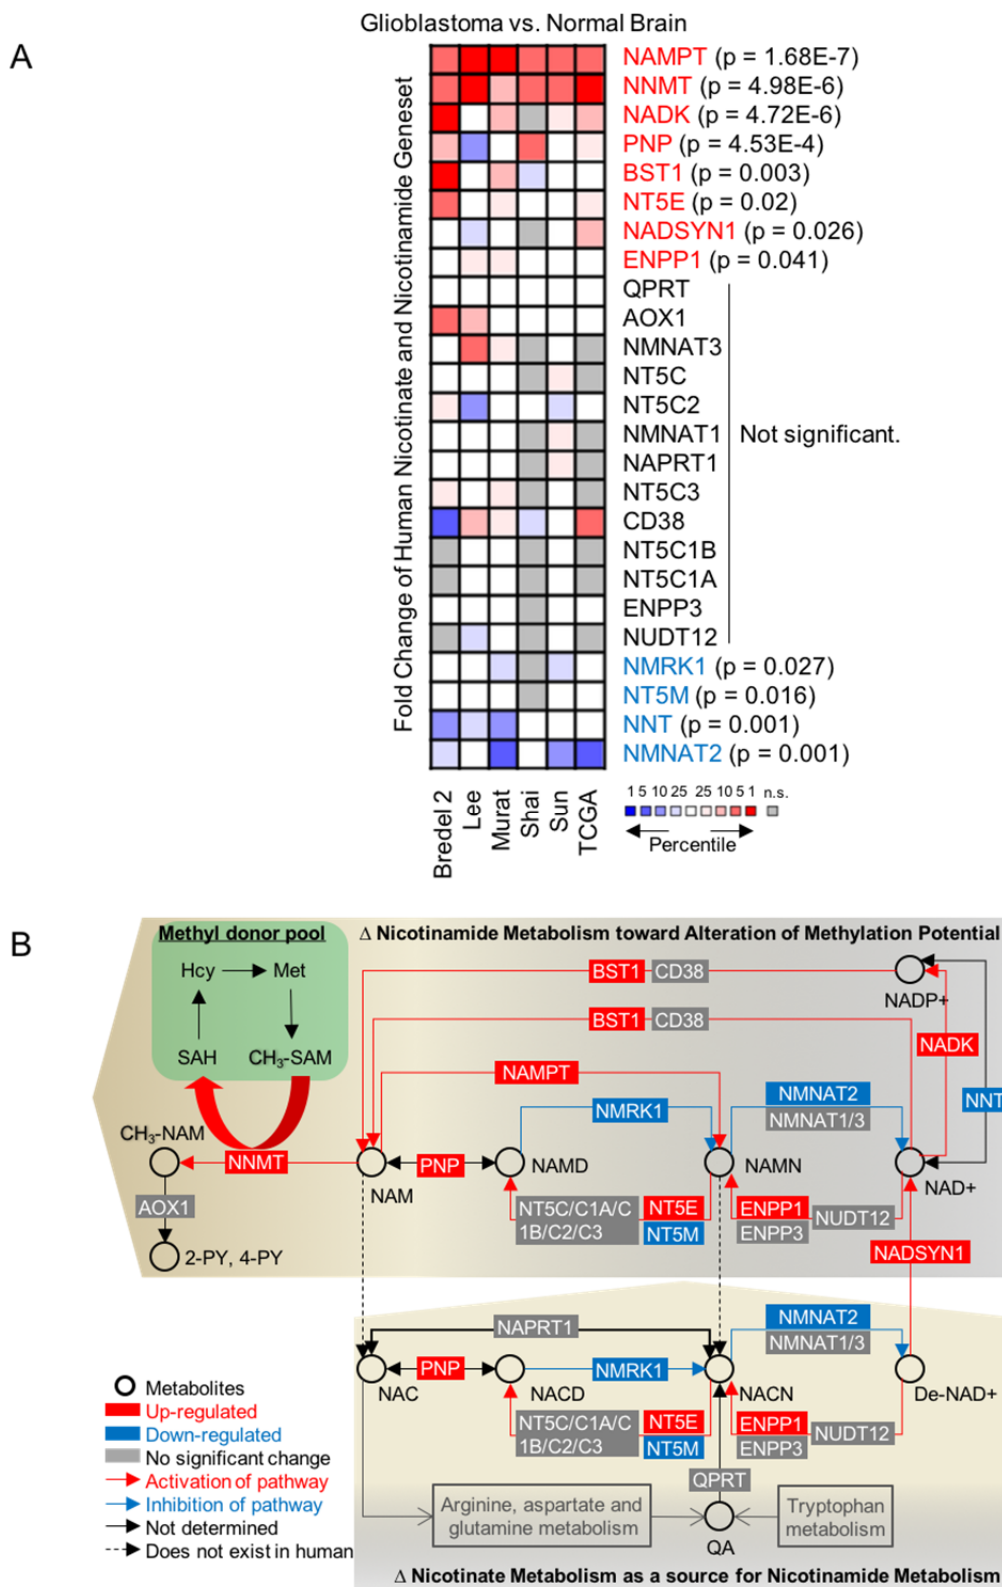 Glioblastoma vs. Normal Brain
A
Fold Change of Human Nicotinate and Nicotinamide Geneset
NAMPT (p = 1.68E-7)
NNMT (p = 4.98E-6)
NADK (p = 4.72E-6)
PNP (p = 4.53E-4)
BST1 (p = 0.003)
NT5E (p = 0.02)
NADSYN1 (p = 0.026)
ENPP1 (p = 0.041)
QPRT
AOX1
NMNAT3
NT5C
NT5C2
NMNAT1
NAPRT1
NT5C3
CD38
NT5C1B
NT5C1A
ENPP3
NUDT12
Not significant.
NMRK1 (p = 0.027)
NT5M (p = 0.016)
NNT (p = 0.001)
NMNAT2 (p = 0.001)
Bredel 2
Lee
Murat
Shai
Sun
TCGA
1 5 10 25 25 10 5 1 n.s.
Percentile
B
Methyl donor pool
Δ Nicotinamide Metabolism toward Alteration of Methylation Potential
Hcy
Met
SAH
CH₃-SAM
BST1 CD38
NADP+
BST1 CD38
NADK
NAMPT
NNT
NMRK1
NMNAT2
NMNAT1/3
CH₃-NAM
NNMT
NAM
PNP
NAMD
NAMN
NAD+
AOX1
NT5C/C1A/C
1B/C2/C3
NT5E
NT5M
ENPP1
ENPP3
NUDT12
2-PY, 4-PY
NADSYN1
NAPRT1
NMNAT2
NMNAT1/3
PNP
NMRK1
NAC
NACD
NACN
De-NAD+
NT5C/C1A/C
1B/C2/C3
NT5E
NT5M
ENPP1
ENPP3
NUDT12
QPRT
Arginine, aspartate and
glutamine metabolism
QA
Tryptophan
metabolism
Metabolites
Up-regulated
Down-regulated
No significant change
Activation of pathway
Inhibition of pathway
Not determined
Does not exist in human
Δ Nicotinate Metabolism as a source for Nicotinamide Metabolism